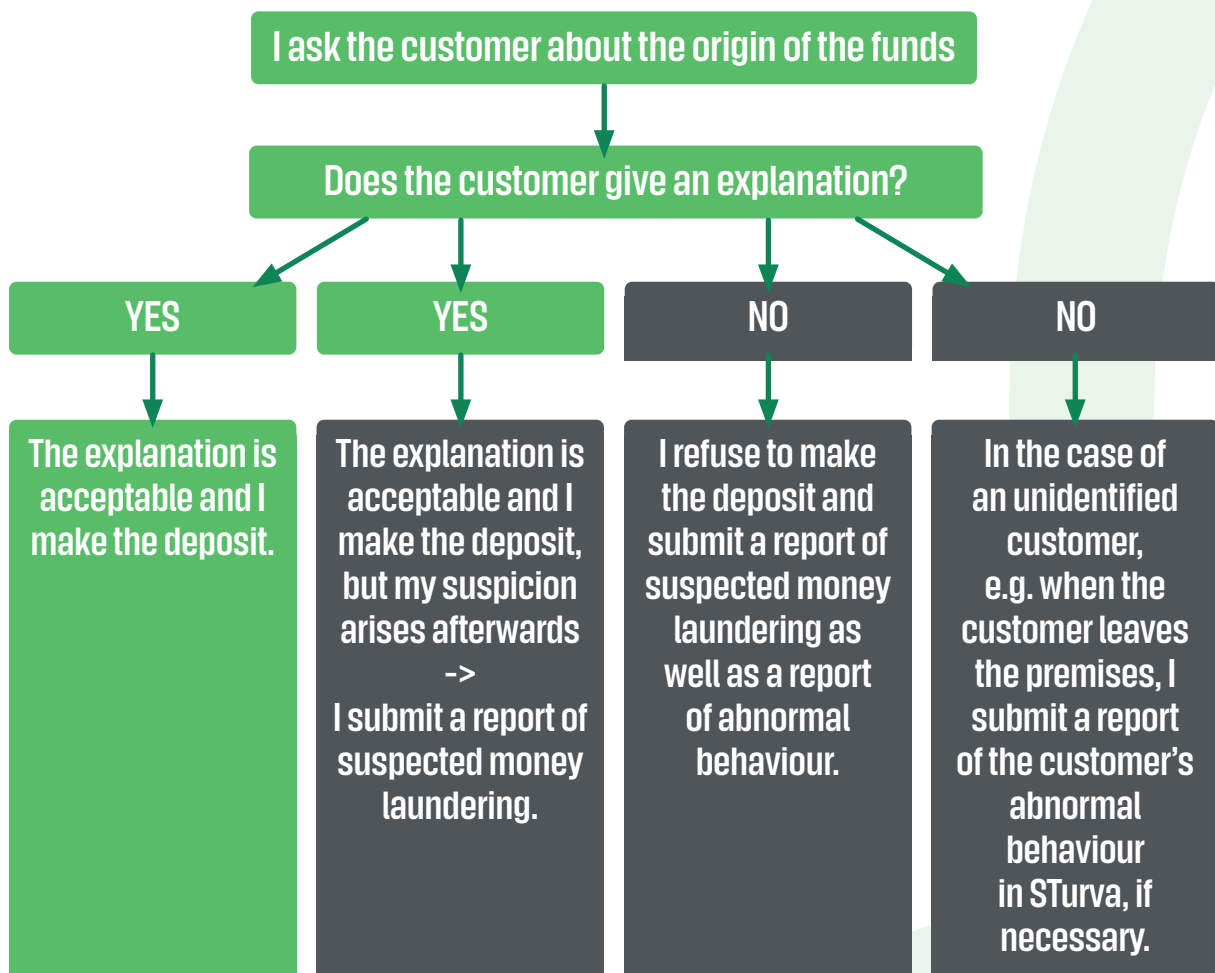 I ask the customer about the origin of the funds
Does the customer give an explanation?
YES
YES
NO
NO
The explanation is
acceptable and I
make the deposit.
The explanation is
acceptable and I
make the deposit,
but my suspicion
arises afterwards
->
I submit a report of
suspected money
laundering.
I refuse to make
the deposit and
submit a report of
suspected money
laundering as
well as a report
of abnormal
behaviour.
In the case of
an unidentified
customer,
e.g. when the
customer leaves
the premises, I
submit a report
of the customer’s
abnormal
behaviour
in STurva, if
necessary.